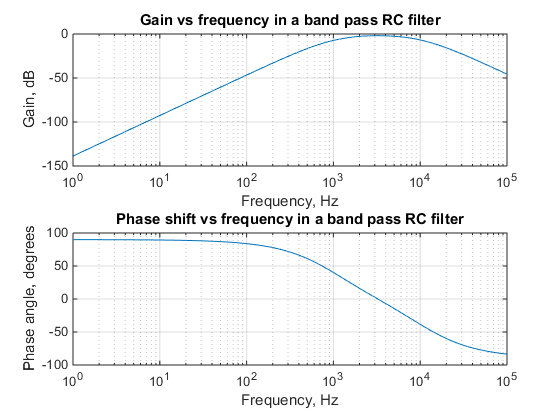 Gain vs frequency in a band pass RC filter
0
-50
-100
-150
Gain, dB
10^0 10^1 10^2 10^3 10^4 10^5
Frequency, Hz
Phase shift vs frequency in a band pass RC filter
100
50
0
-50
-100
Phase angle, degrees
10^0 10^1 10^2 10^3 10^4 10^5
Frequency, Hz